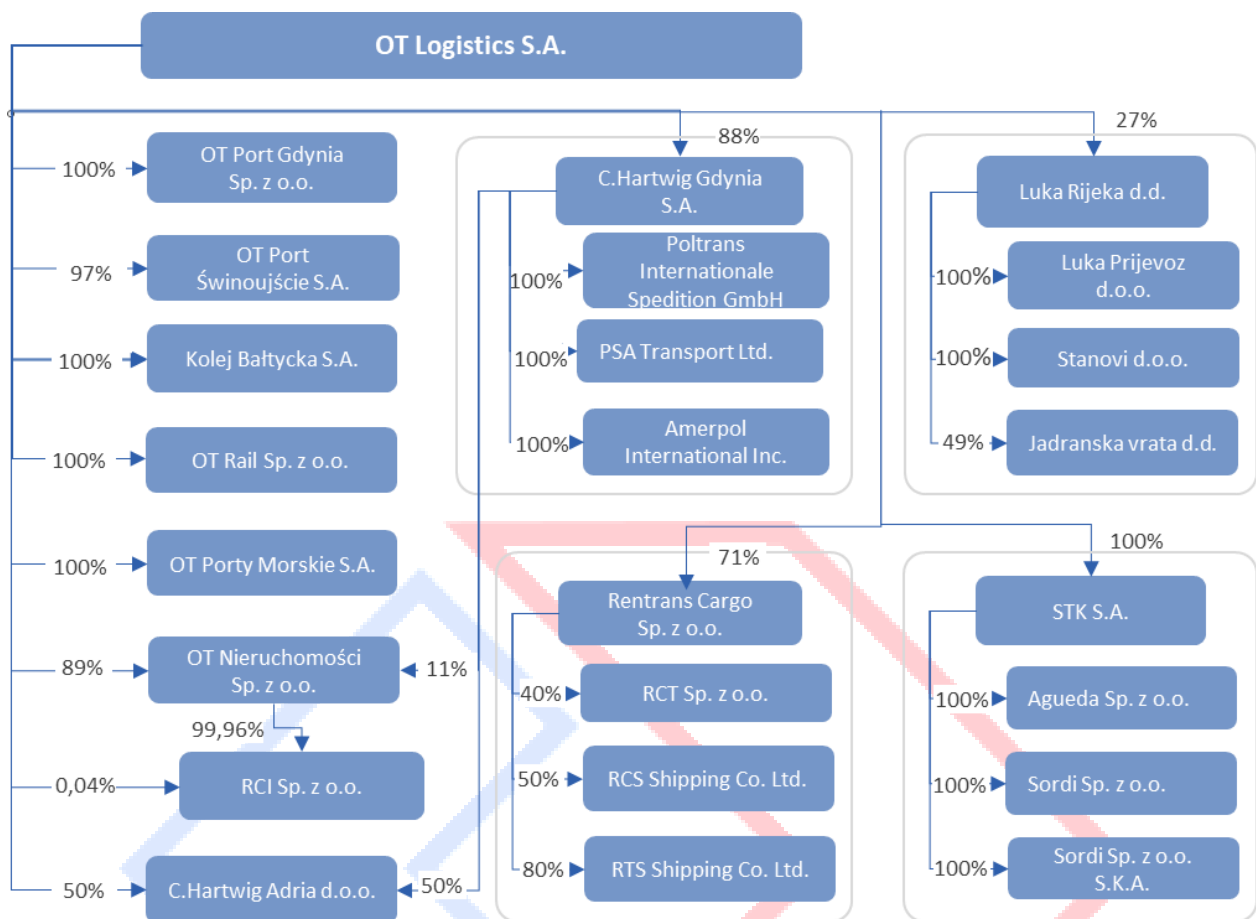 OT Logistics S.A.
100%
OT Port Gdynia
Sp. z o.o.
97%
OT Port
Świnoujście S.A.
100%
Kolej Bałtycka S.A.
100%
OT Rail Sp. z o.o.
100%
OT Porty Morskie S.A.
89%
OT Nieruchomości
Sp. z o.o.
11%
99,96%
0,04%
RCI Sp. z o.o.
50%
C.Hartwig Adria d.o.o.
50%
88%
C.Hartwig Gdynia
S.A.
100%
Poltrans
Internationale
Spedition GmbH
100%
PSA Transport Ltd.
100%
Amerpol
International Inc.
27%
Luka Rijeka d.d.
100%
Luka Prijevoz
d.o.o.
100%
Stanovi d.o.o.
49%
Jadranska vrata d.d.
71%
Rentrans Cargo
Sp. z o.o.
40%
RCT Sp. z o.o.
50%
RCS Shipping Co. Ltd.
80%
RTS Shipping Co. Ltd.
100%
STK S.A.
100%
Agueda Sp. z o.o.
100%
Sordi Sp. z o.o.
100%
Sordi Sp. z o.o.
S.K.A.